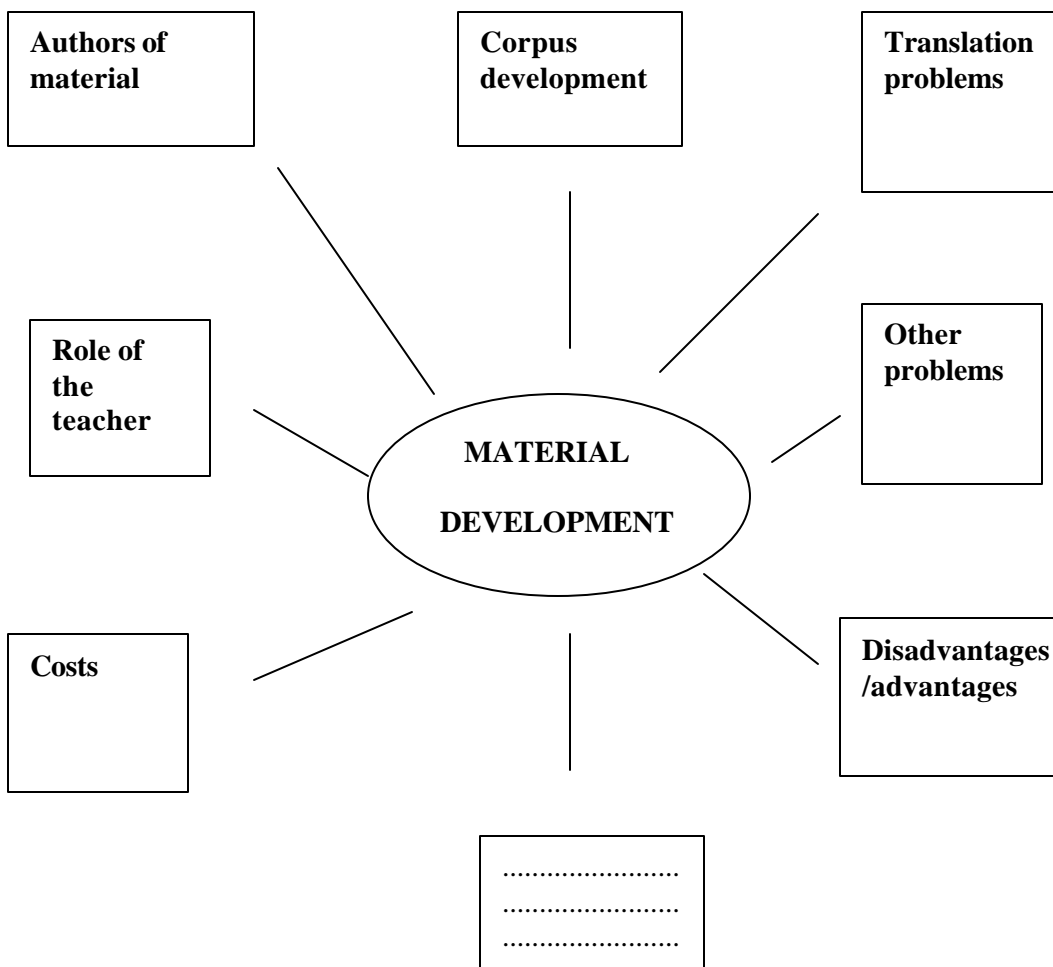 Authors of
material
Corpus
development
Translation
problems
Role of
the
teacher
Other
problems
MATERIAL
DEVELOPMENT
Costs
Disadvantages
/advantages
........................
........................
........................